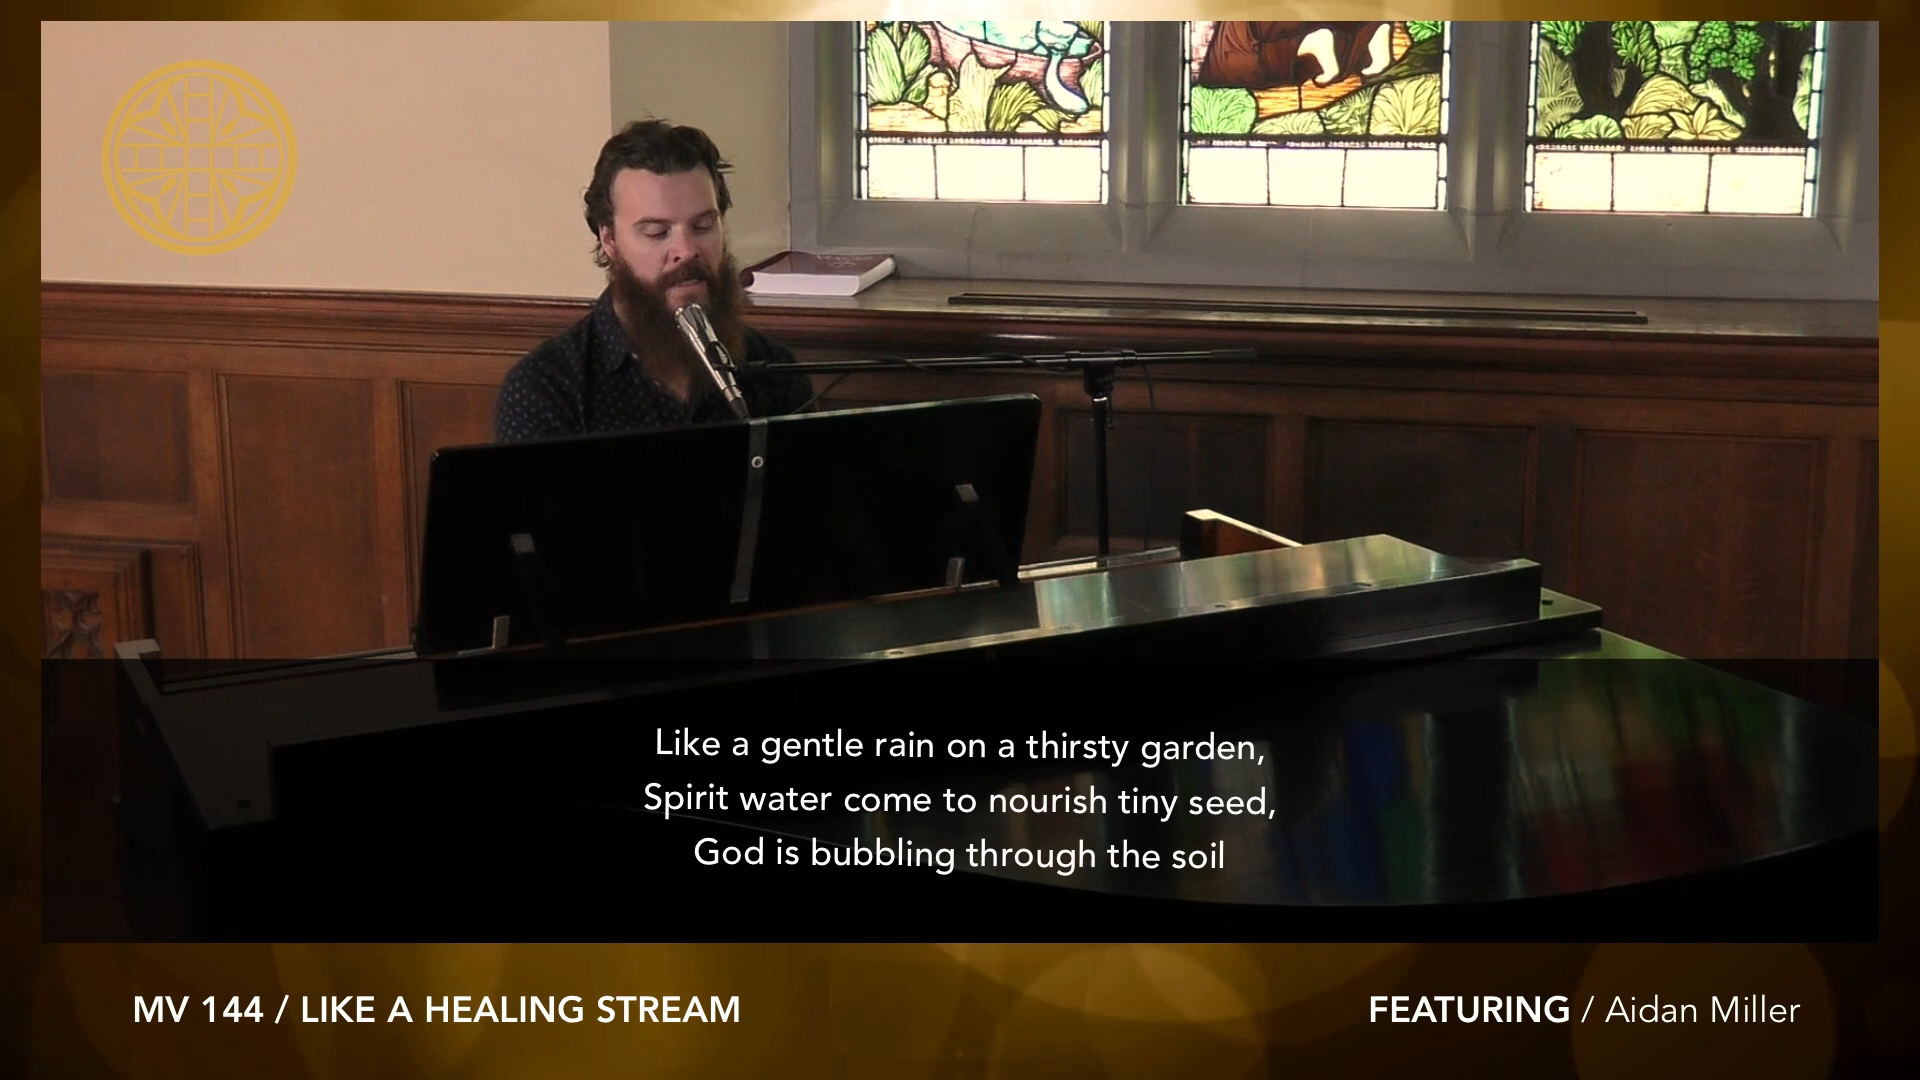 Like a gentle rain on a thirsty garden,
Spirit water come to nourish tiny seed,
God is bubbling through the soil
MV 144 / LIKE A HEALING STREAM
FEATURING / Aidan Miller